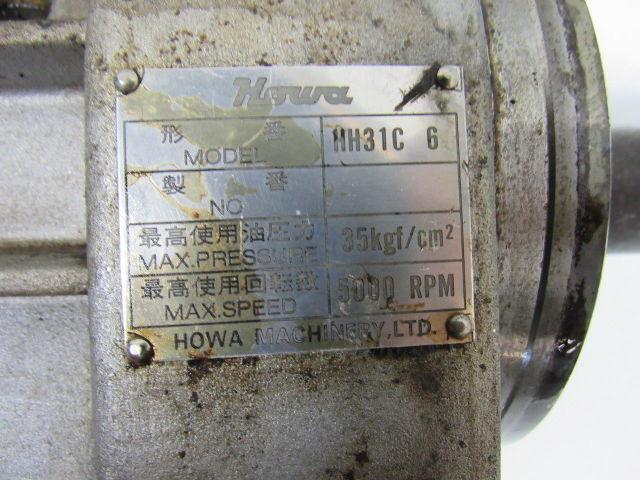 Howa
形番 HH31C 6
MODEL
製番
NO
最高使用油圧力 35kgf/cm²
MAX.PRESSURE
最高使用回転数 5000 RPM
MAX.SPEED
HOWA MACHINERY,LTD.